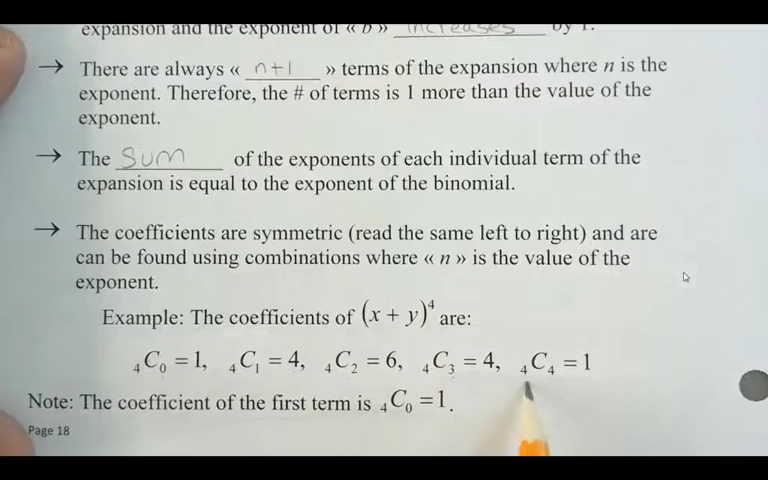 expansion and the exponent of « b » increases by 1.
→ There are always « n+1 » terms of the expansion where n is the
exponent. Therefore, the # of terms is 1 more than the value of the
exponent.
→ The sum of the exponents of each individual term of the
expansion is equal to the exponent of the binomial.
→ The coefficients are symmetric (read the same left to right) and are
can be found using combinations where « n » is the value of the
exponent.
Example: The coefficients of (x + y)⁴ are:
₄C₀ = 1, ₄C₁ = 4, ₄C₂ = 6, ₄C₃ = 4, ₄C₄ = 1
Note: The coefficient of the first term is ₄C₀ = 1.
Page 18